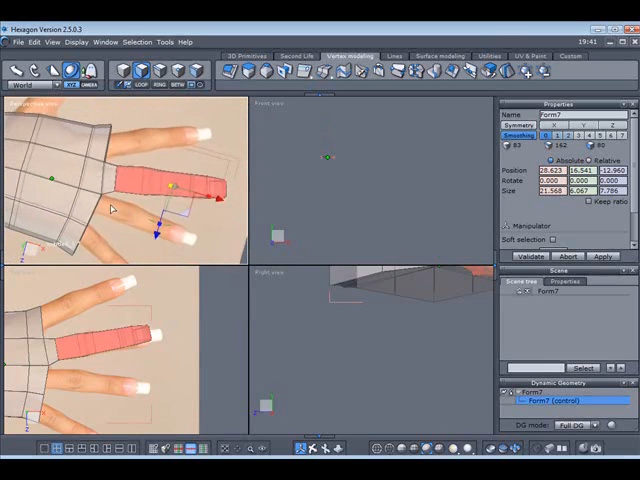 Hexagon Version 2.5.0.3
File Edit View Display Window Selection Tools Help 19:41
3D Primitives Second Life Vertex modeling Lines Surface modeling Utilities UV & Paint Custom
World XYZ CAMERA LOOP RING BETW
Perspective view
Front view
Right view
Properties
Name Form7
Symmetry X Y Z
Smoothing 0 1 2 3 4 5 6 7
83 162 80
Absolute Relative
Position 28.623 16.541 -12.960
Rotate 0.000 0.000 0.000
Size 21.568 6.067 7.786
Keep ratio
Manipulator
Soft selection
Validate Abort Apply
Scene
Scene tree Properties
Form7
Select
Dynamic Geometry
Form7
Form7 (control)
DG mode: Full DG